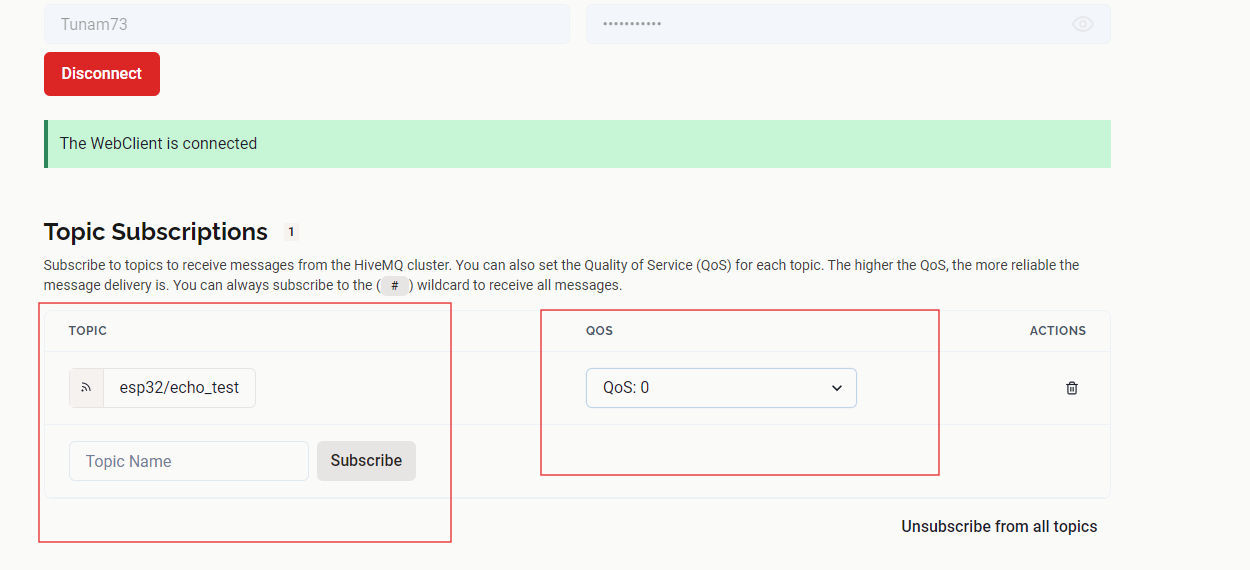 Tunam73 •••••••••••
Disconnect
The WebClient is connected
Topic Subscriptions 1
Subscribe to topics to receive messages from the HiveMQ cluster. You can also set the Quality of Service (QoS) for each topic. The higher the QoS, the more reliable the
message delivery is. You can always subscribe to the ( # ) wildcard to receive all messages.
TOPIC QOS ACTIONS
esp32/echo_test QoS: 0
Topic Name Subscribe
Unsubscribe from all topics